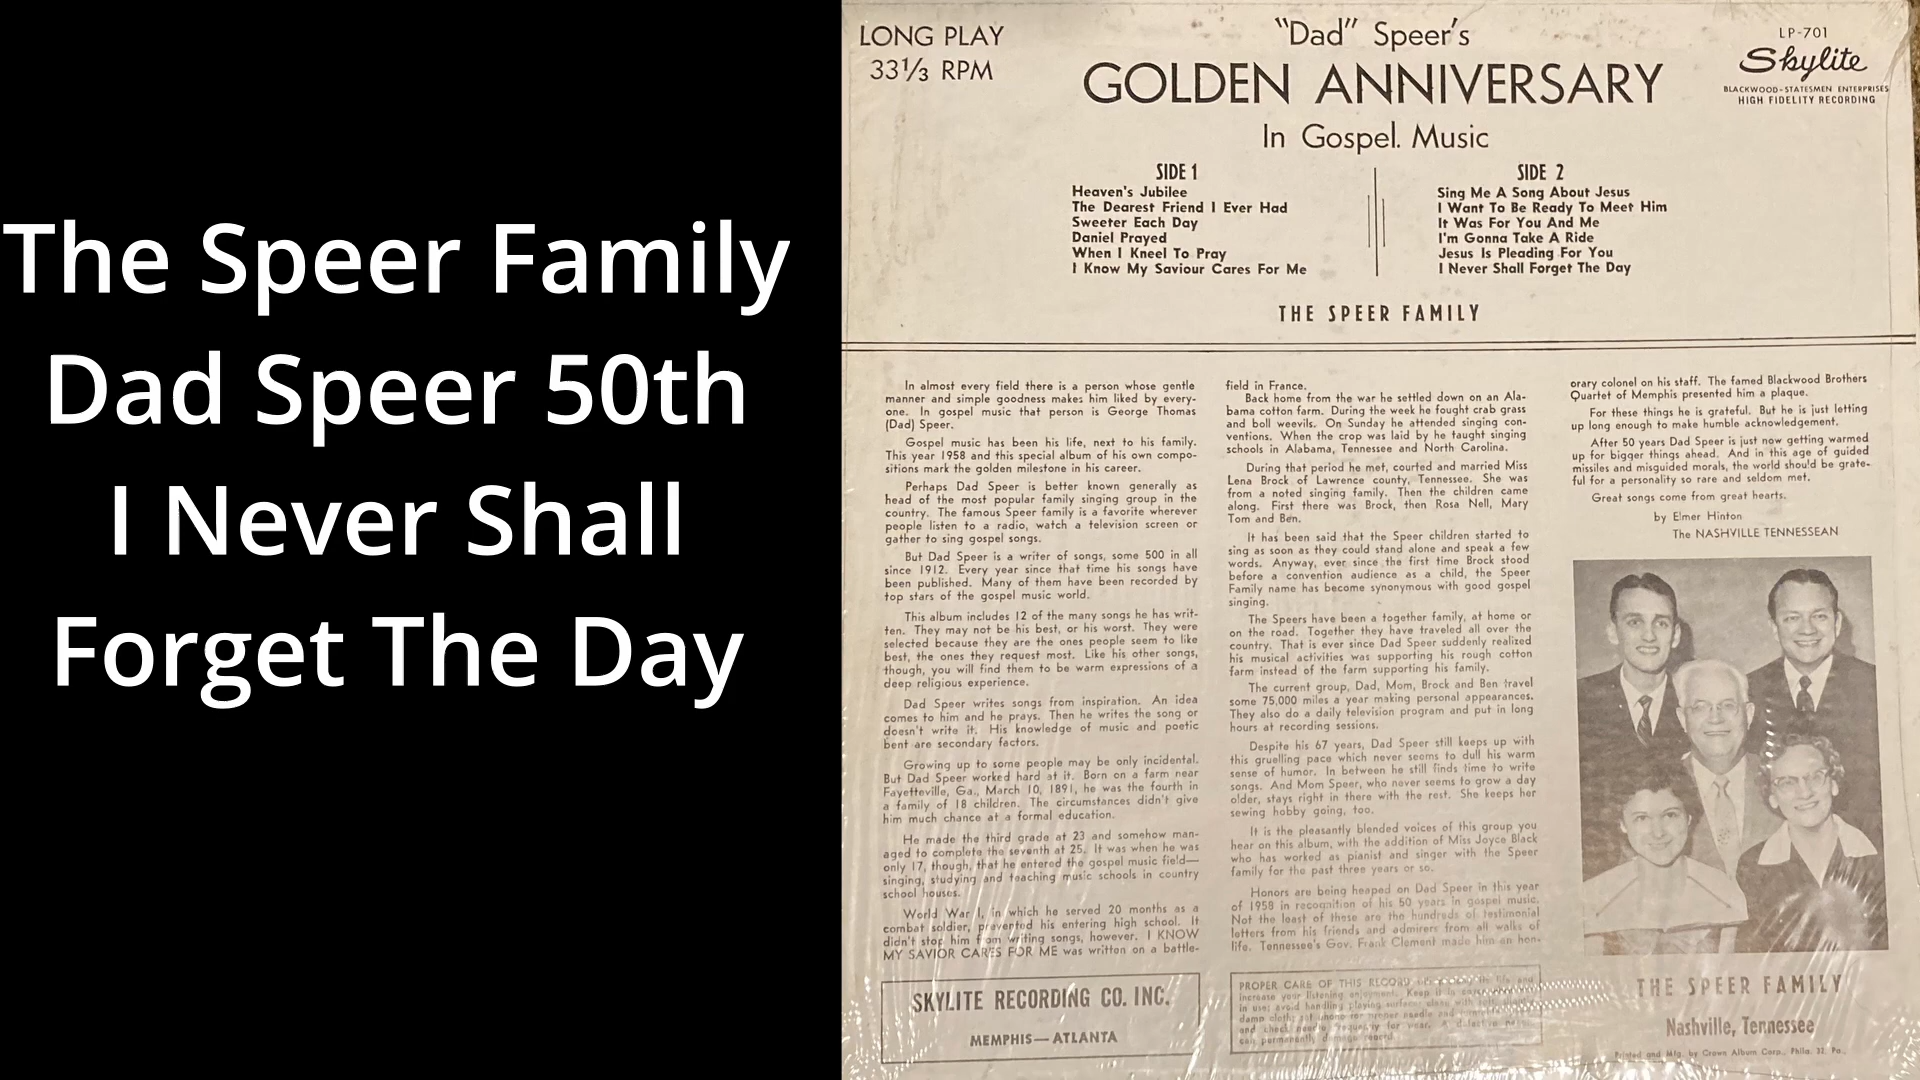 The Speer Family
Dad Speer 50th
I Never Shall
Forget The Day
LONG PLAY
33⅓ RPM
"Dad" Speer's
GOLDEN ANNIVERSARY
In Gospel. Music
LP-701
Skylite
BLACKWOOD-STATESMEN ENTERPRISES
HIGH FIDELITY RECORDING
SIDE 1
Heaven's Jubilee
The Dearest Friend I Ever Had
Sweeter Each Day
Daniel Prayed
When I Kneel To Pray
I Know My Saviour Cares For Me
SIDE 2
Sing Me A Song About Jesus
I Want To Be Ready To Meet Him
It Was For You And Me
I'm Gonna Take A Ride
Jesus Is Pleading For You
I Never Shall Forget The Day
THE SPEER FAMILY
In almost every field there is a person whose gentle
manner and simple goodness makes him liked by every-
one. In gospel music that person is George Thomas
(Dad) Speer.
Gospel music has been his life, next to his family.
This year 1958 and this special album of his own compo-
sitions mark the golden milestone in his career.
Perhaps Dad Speer is better known generally as
head of the most popular family singing group in the
country. The famous Speer family is a favorite wherever
people listen to a radio, watch a television screen or
gather to sing gospel songs.
But Dad Speer is a writer of songs, some 500 in all
since 1912. Every year since that time his songs have
been published. Many of them have been recorded by
top stars of the gospel music world.
This album includes 12 of the many songs he has writ-
ten. They may not be his best, or his worst. They were
selected because they are the ones people seem to like
best, the ones they request most. Like his other songs,
though, you will find them to be warm expressions of a
deep religious experience.
Dad Speer writes songs from inspiration. An idea
comes to him and he prays. Then he writes the song or
doesn't write it. His knowledge of music and poetic
bent are secondary factors.
Growing up to some people may be only incidental.
But Dad Speer worked hard at it. Born on a farm near
Fayetteville, Ga., March 10, 1891, he was the fourth in
a family of 18 children. The circumstances didn't give
him much chance at a formal education.
He made the third grade at 23 and somehow man-
aged to complete the seventh at 25. It was when he was
only 17, though, that he entered the gospel music field—
singing, studying and teaching music schools in country
school houses.
World War I, in which he served 20 months as a
combat soldier, prevented his entering high school. It
didn't stop him from writing songs, however. I KNOW
MY SAVIOR CARES FOR ME was written on a battle-
field in France.
Back home from the war he settled down on an Ala-
bama cotton farm. During the week he fought crab grass
and boll weevils. On Sunday he attended singing con-
ventions. When the crop was laid by he taught singing
schools in Alabama, Tennessee and North Carolina.
During that period he met, courted and married Miss
Lena Brock of Lawrence county, Tennessee. She was
from a noted singing family. Then the children came
along. First there was Brock, then Rosa Nell, Mary
Tom and Ben.
It has been said that the Speer children started to
sing as soon as they could stand alone and speak a few
words. Anyway, ever since the first time Brock stood
before a convention audience as a child, the Speer
Family name has become synonymous with good gospel
singing.
The Speers have been a together family, at home or
on the road. Together they have traveled all over the
country. That is ever since Dad Speer suddenly realized
his musical activities was supporting his rough cotton
farm instead of the farm supporting his family.
The current group, Dad, Mom, Brock and Ben travel
some 75,000 miles a year making personal appearances.
They also do a daily television program and put in long
hours at recording sessions.
Despite his 67 years, Dad Speer still keeps up with
this gruelling pace which never seems to dull his warm
sense of humor. In between he still finds time to write
songs. And Mom Speer, who never seems to grow a day
older, stays right in there with the rest. She keeps her
sewing hobby going, too.
It is the pleasantly blended voices of this group you
hear on this album, with the addition of Miss Joyce Black
who has worked as pianist and singer with the Speer
family for the past three years or so.
Honors are being heaped on Dad Speer in this year
of 1958 in recognition of his 50 years in gospel music.
Not the least of these are the hundreds of testimonial
letters from his friends and admirers from all walks of
life. Tennessee's Gov. Frank Clement made him an hon-
orary colonel on his staff. The famed Blackwood Brothers
Quartet of Memphis presented him a plaque.
For these things he is grateful. But he is just letting
up long enough to make humble acknowledgement.
After 50 years Dad Speer is just now getting warmed
up for bigger things ahead. And in this age of guided
missiles and misguided morals, the world should be grate-
ful for a personality so rare and seldom met.
Great songs come from great hearts.
by Elmer Hinton
The NASHVILLE TENNESSEAN
SKYLITE RECORDING CO. INC.
MEMPHIS—ATLANTA
PROPER CARE OF THIS RECORD
increase your listening enjoyment. Keep it in
in use; avoid handling playing surface; clean with
damp cloth;
and check needle frequently for wear. A defective
can permanently damage record.
THE SPEER FAMILY
Nashville, Tennessee
Printed and Mfg. by Crown Album Corp., Phila. 32, Pa.